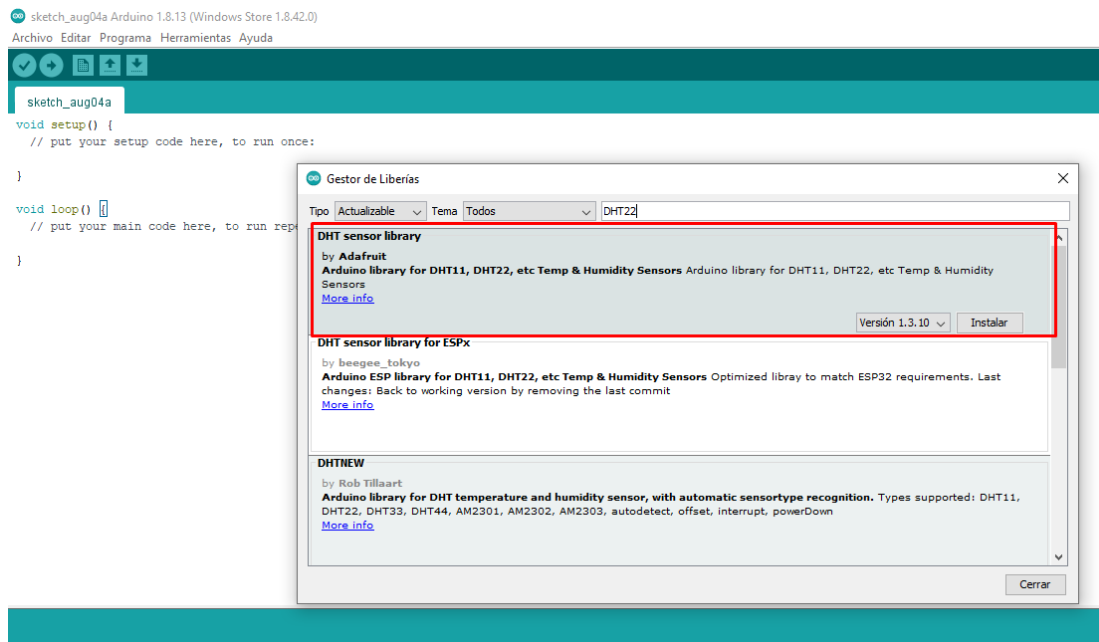 sketch_aug04a Arduino 1.8.13 (Windows Store 1.8.42.0)
Archivo Editar Programa Herramientas Ayuda
sketch_aug04a
void setup() {
// put your setup code here, to run once:
}
void loop() {
// put your main code here, to run repe
}
Gestor de Liberías
Tipo Actualizable Tema Todos DHT22
DHT sensor library
by Adafruit
Arduino library for DHT11, DHT22, etc Temp & Humidity Sensors Arduino library for DHT11, DHT22, etc Temp & Humidity
Sensors
More info
Versión 1.3.10 Instalar
DHT sensor library for ESPx
by beegee_tokyo
Arduino ESP library for DHT11, DHT22, etc Temp & Humidity Sensors Optimized libray to match ESP32 requirements. Last
changes: Back to working version by removing the last commit
More info
DHTNEW
by Rob Tillaart
Arduino library for DHT temperature and humidity sensor, with automatic sensortype recognition. Types supported: DHT11,
DHT22, DHT33, DHT44, AM2301, AM2302, AM2303, autodetect, offset, interrupt, powerDown
More info
Cerrar